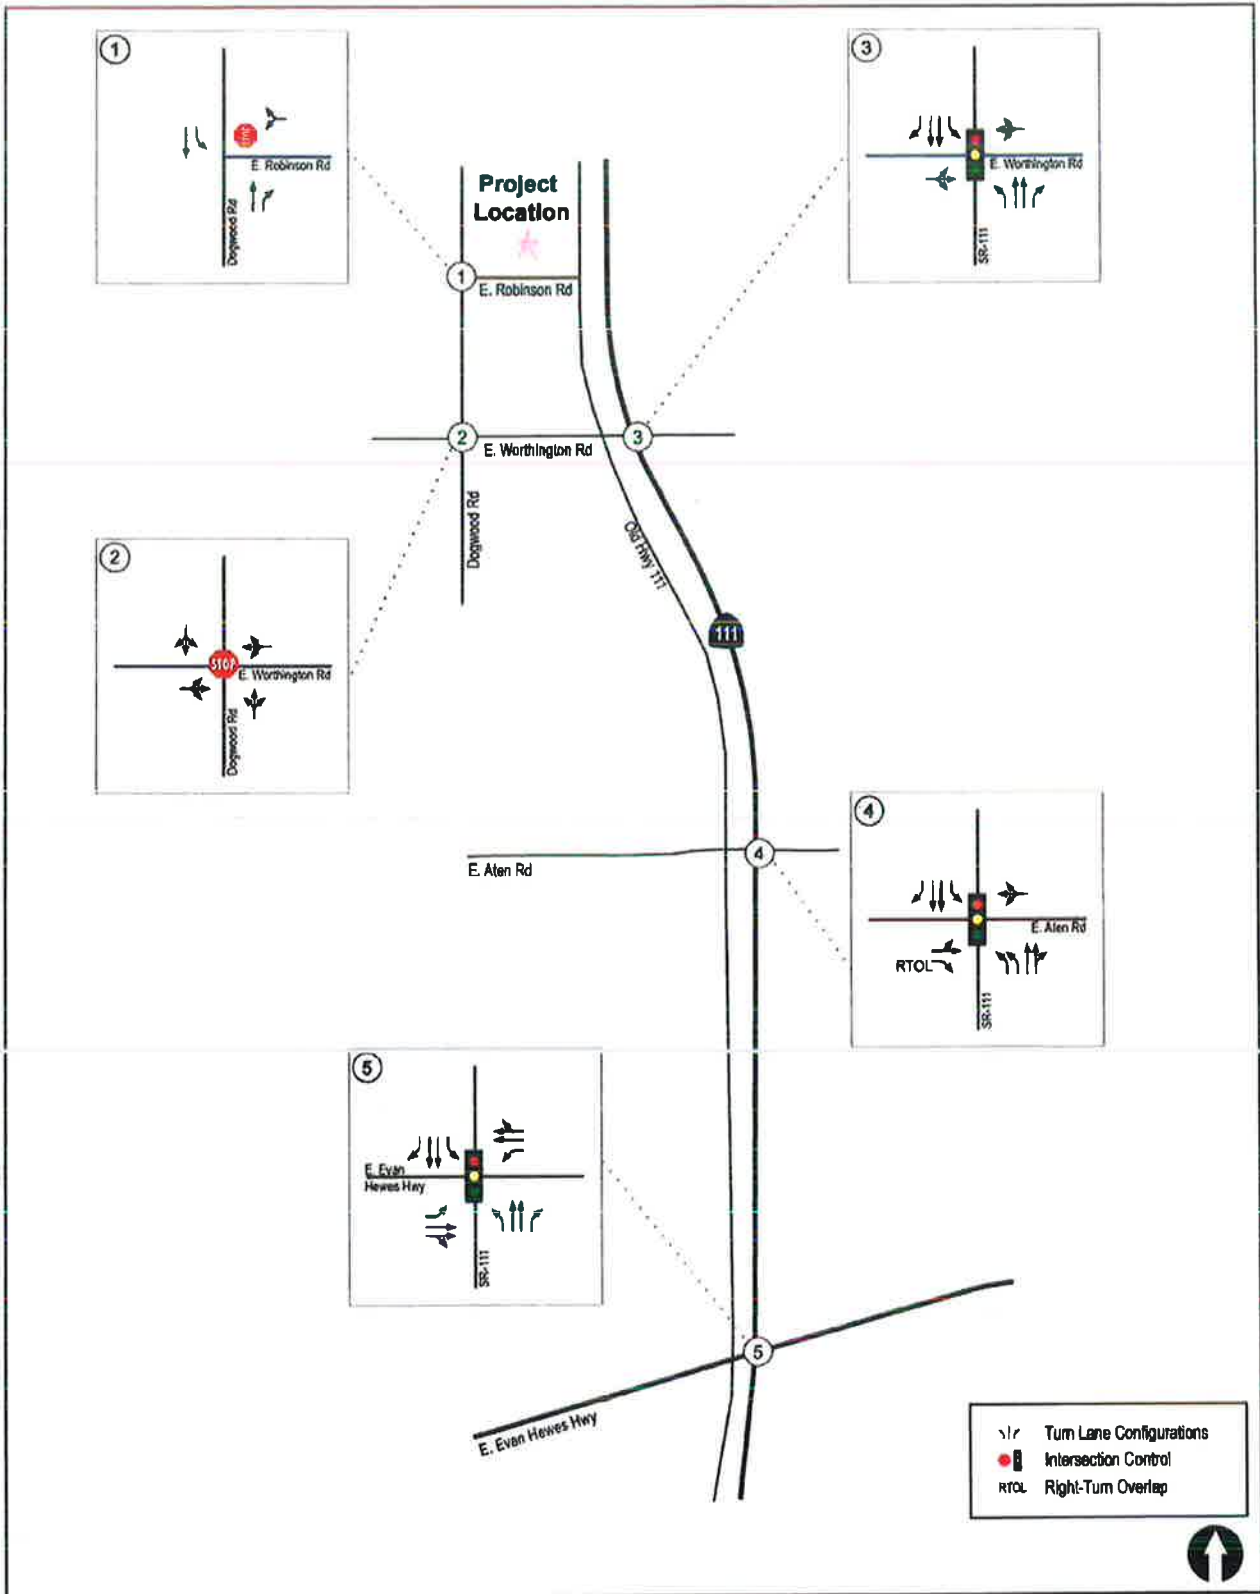 1
STOP
E. Robinson Rd
Dogwood Rd
3
E. Worthington Rd
SR-111
Project
Location
1
E. Robinson Rd
2
E. Worthington Rd
3
Dogwood Rd
Old Hwy 111
111
2
STOP
E. Worthington Rd
Dogwood Rd
E. Aten Rd
4
4
E. Aten Rd
RTOL
SR-111
5
E. Evan
Hewes Hwy
SR-111
5
E. Evan Hewes Hwy
Turn Lane Configurations
Intersection Control
RTOL Right-Turn Overlap